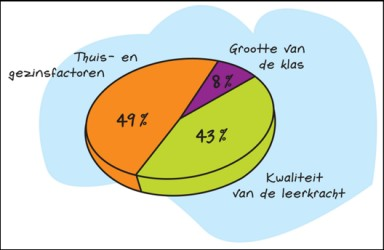 Thuis- en
gezinsfactoren
Grootte van
de klas
8%
49%
43%
Kwaliteit
van de leerkracht